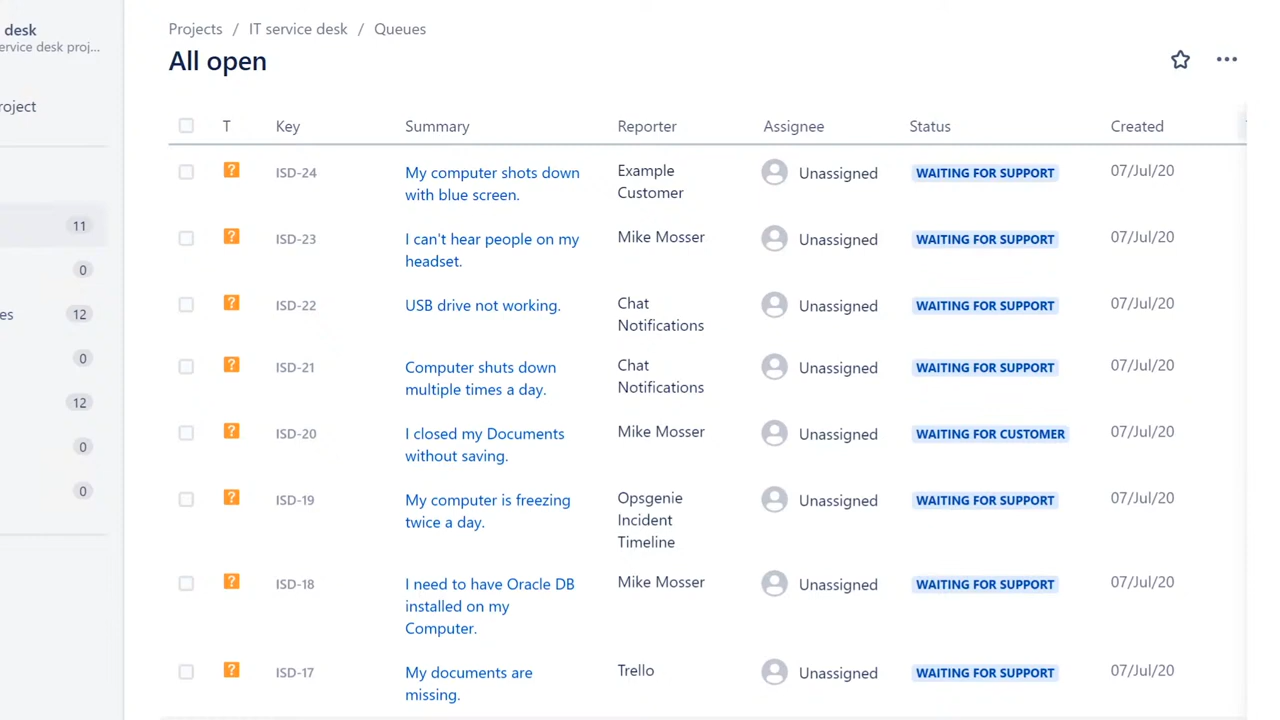 desk
ervice desk proj...
roject
11
0
es 12
0
12
0
0
Projects / IT service desk / Queues
All open
T Key Summary Reporter Assignee Status Created
ISD-24 My computer shots down Example Unassigned WAITING FOR SUPPORT 07/Jul/20
with blue screen. Customer
ISD-23 I can't hear people on my Mike Mosser Unassigned WAITING FOR SUPPORT 07/Jul/20
headset.
ISD-22 USB drive not working. Chat Unassigned WAITING FOR SUPPORT 07/Jul/20
Notifications
ISD-21 Computer shuts down Chat Unassigned WAITING FOR SUPPORT 07/Jul/20
multiple times a day. Notifications
ISD-20 I closed my Documents Mike Mosser Unassigned WAITING FOR CUSTOMER 07/Jul/20
without saving.
ISD-19 My computer is freezing Opsgenie Unassigned WAITING FOR SUPPORT 07/Jul/20
twice a day. Incident
Timeline
ISD-18 I need to have Oracle DB Mike Mosser Unassigned WAITING FOR SUPPORT 07/Jul/20
installed on my
Computer.
ISD-17 My documents are Trello Unassigned WAITING FOR SUPPORT 07/Jul/20
missing.